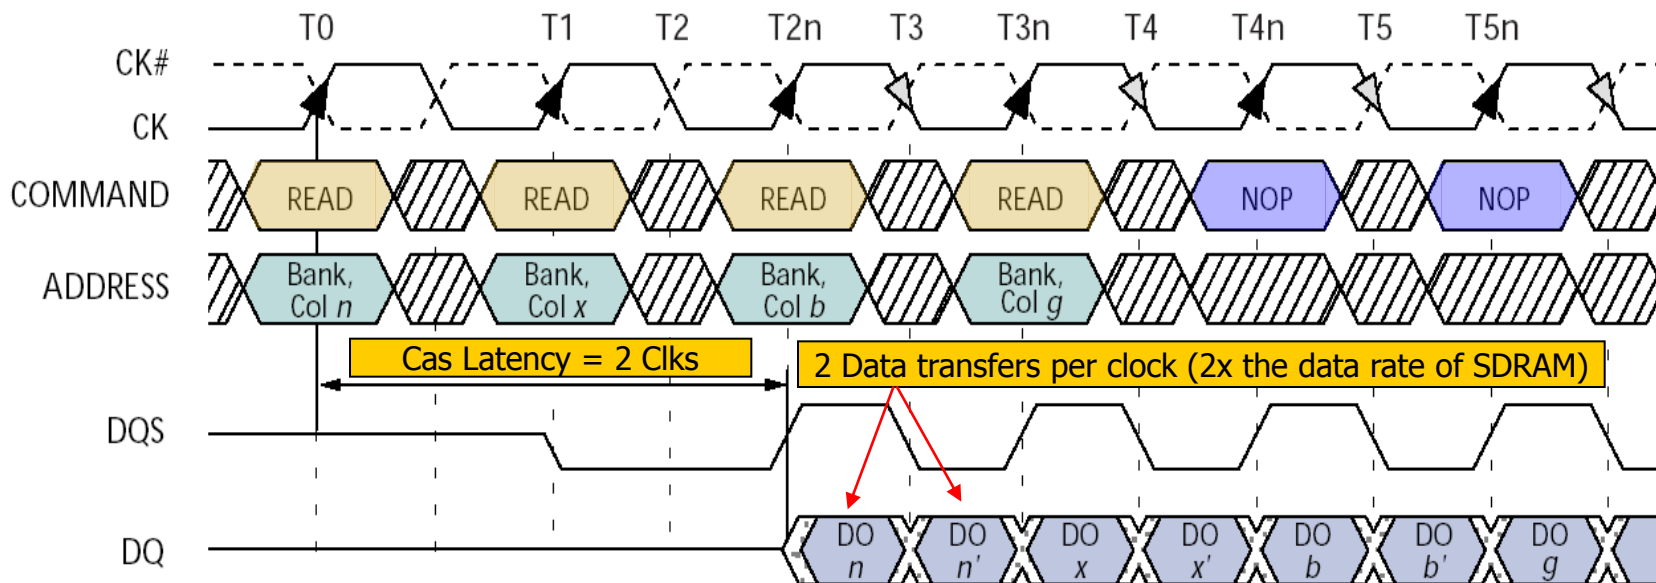 T0 T1 T2 T2n T3 T3n T4 T4n T5 T5n
CK#
CK
COMMAND READ READ READ READ NOP NOP
ADDRESS
Bank, Bank, Bank, Bank,
Col n Col x Col b Col g
Cas Latency = 2 Clks
2 Data transfers per clock (2x the data rate of SDRAM)
DQS
DQ
DO DO DO DO DO DO DO
n n' x x' b b' g